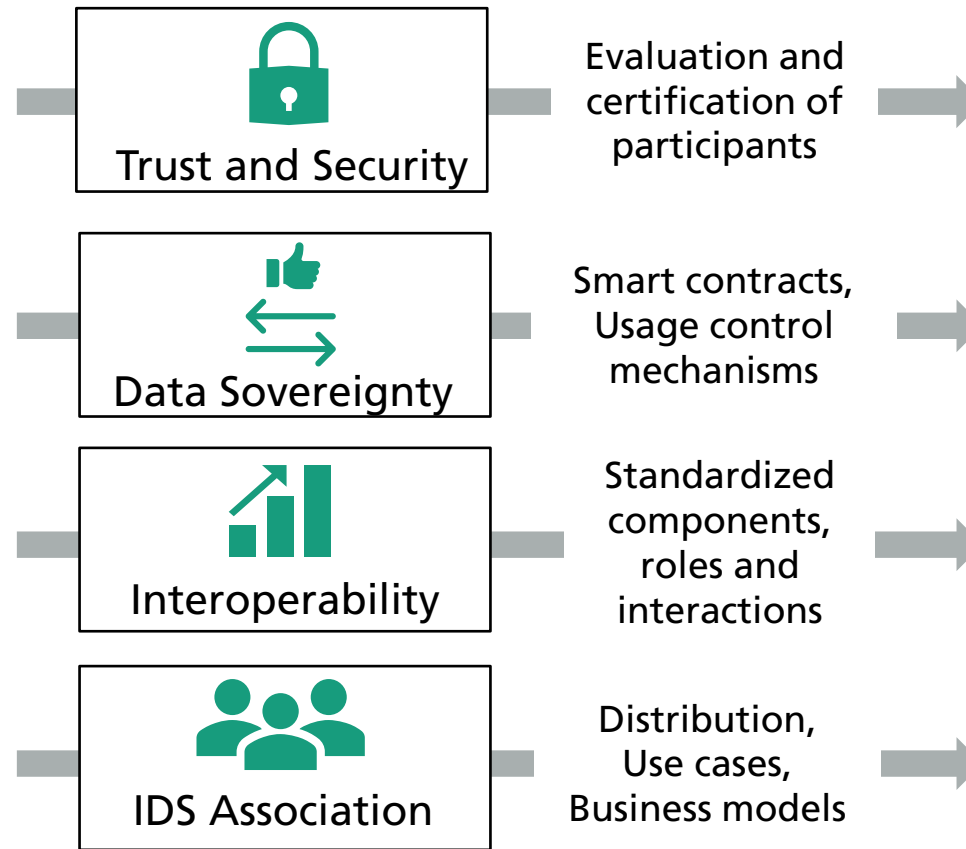 Trust and Security
Evaluation and
certification of
participants
Data Sovereignty
Smart contracts,
Usage control
mechanisms
Interoperability
Standardized
components,
roles and
interactions
IDS Association
Distribution,
Use cases,
Business models